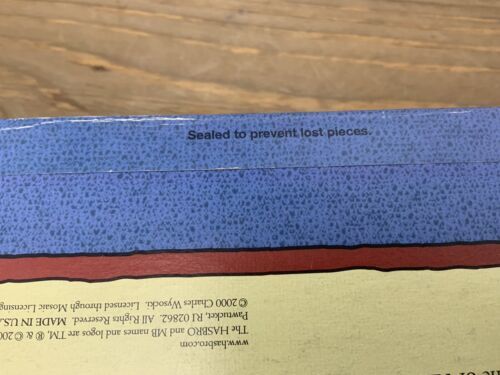 Sealed to prevent lost pieces.
www.hasbro.com
The HASBRO and MB names and logos are TM, ® &
Pawtucket, RI 02862. All Rights Reserved. MADE IN
© 2000 Charles Wysocki. Licensed through Mosaic Licensing